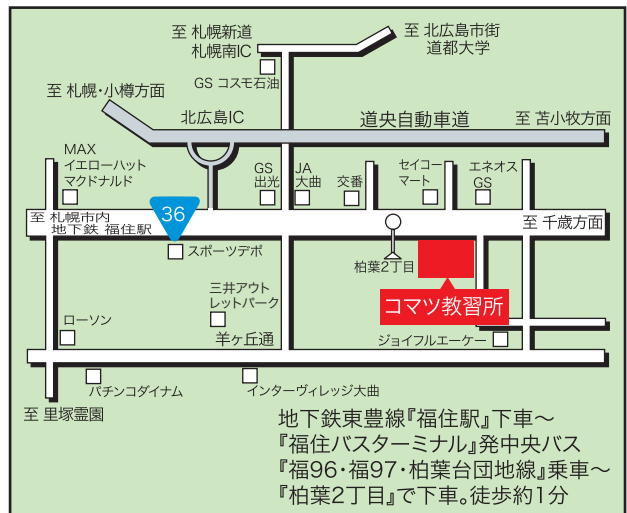 至 札幌新道
札幌南IC
至 北広島市街
道都大学
GS コスモ石油
至 札幌・小樽方面
北広島IC
道央自動車道
至 苫小牧方面
MAX
イエローハット
マクドナルド
GS
出光
JA
大曲
交番
セイコー
マート
エネオス
GS
至 札幌市内
地下鉄 福住駅
36
至 千歳方面
スポーツデポ
柏葉2丁目
三井アウト
レットパーク
コマツ教習所
ローソン
羊ヶ丘通
ジョイフルエーケー
パチンコダイナム
インターヴィレッジ大曲
至 里塚霊園
地下鉄東豊線『福住駅』下車~
『福住バスターミナル』発中央バス
『福96・福97・柏葉台団地線』乗車~
『柏葉2丁目』で下車。徒歩約1分